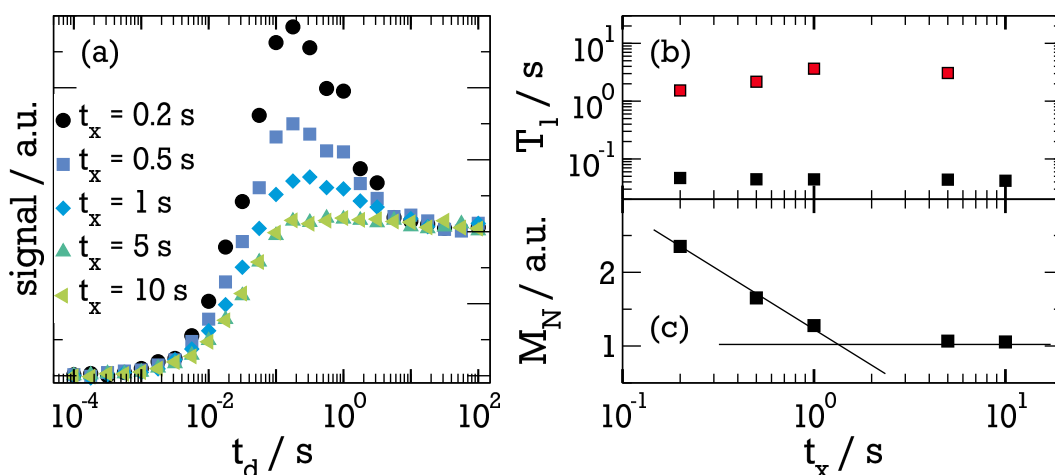 (a)
signal / a.u.
t_x = 0.2 s
t_x = 0.5 s
t_x = 1 s
t_x = 5 s
t_x = 10 s
10^-4
10^-2
10^0
10^2
t_d / s
(b)
T_1 / s
10^1
10^0
10^-1
(c)
M_N / a.u.
2
1
10^-1
10^0
10^1
t_x / s